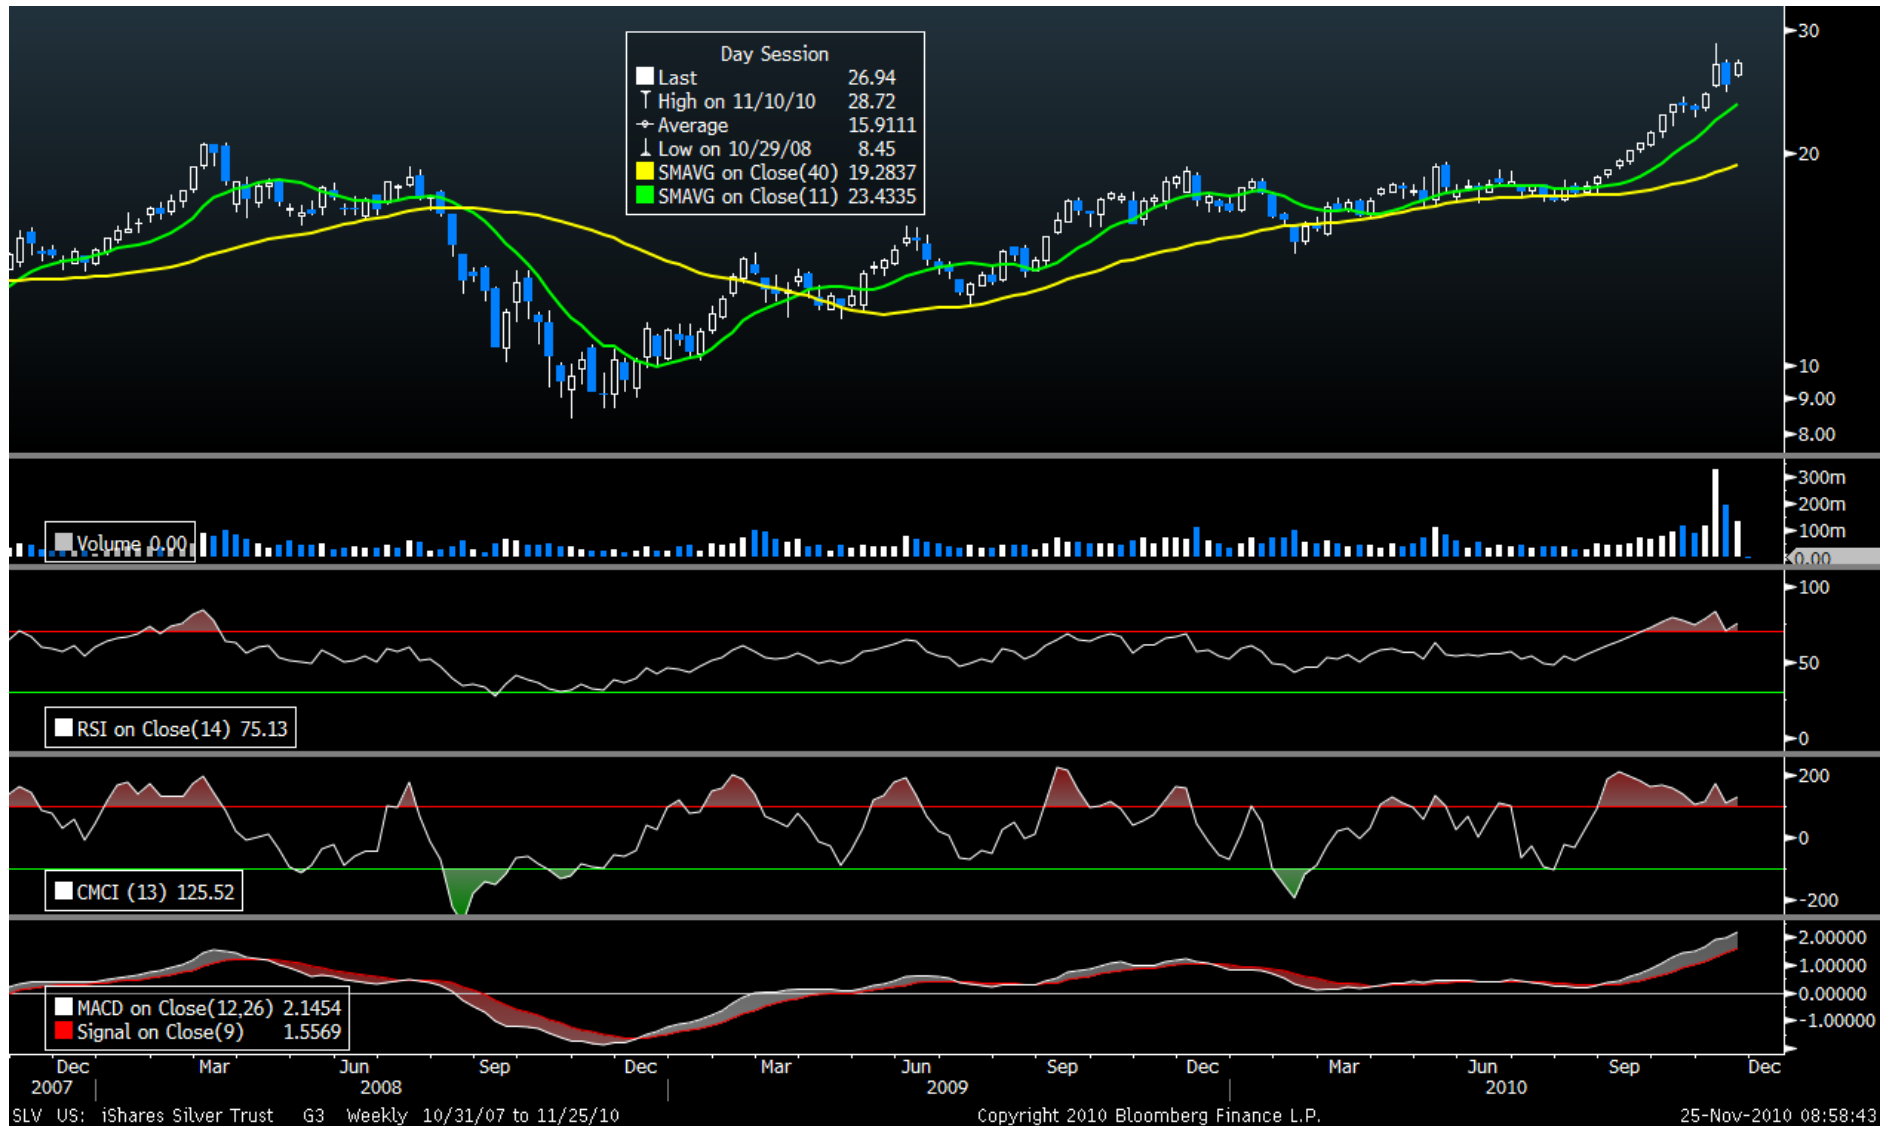 Day Session
Last 26.94
High on 11/10/10 28.72
Average 15.9111
Low on 10/29/08 8.45
SMAVG on Close(40) 19.2837
SMAVG on Close(11) 23.4335
30
20
10
9.00
8.00
Volume 0.00
300m
200m
100m
0.00
RSI on Close(14) 75.13
100
50
0
CMCI (13) 125.52
200
0
-200
MACD on Close(12,26) 2.1454
Signal on Close(9) 1.5569
2.00000
1.00000
0.00000
-1.00000
Dec Mar Jun Sep Dec Mar Jun Sep Dec Mar Jun Sep Dec
2007 2008 2009 2010
SLV US: iShares Silver Trust G3 Weekly 10/31/07 to 11/25/10 Copyright 2010 Bloomberg Finance L.P. 25-Nov-2010 08:58:43